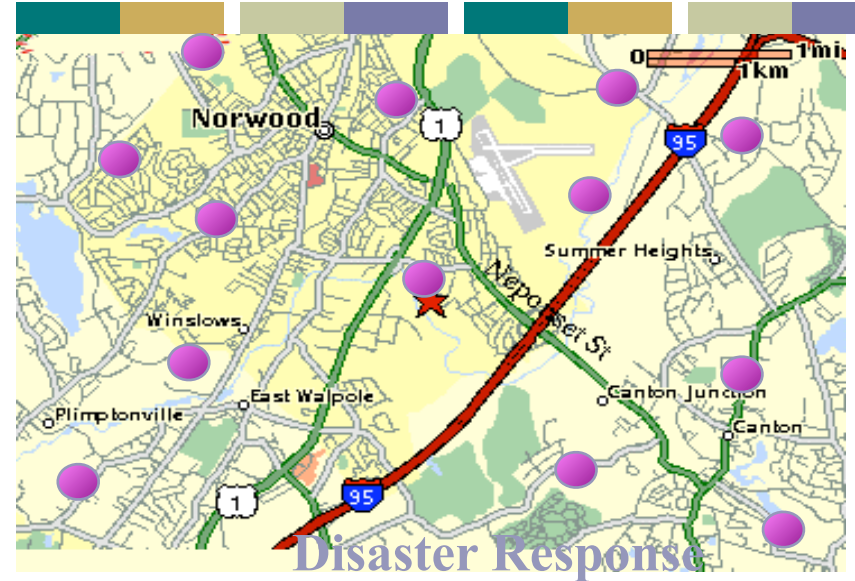 0 1mi
1km
Norwood
1
95
Summer Heights
Neponset St
Winslows
East Walpole
Plimptonville
Canton Junction
Canton
1
95
Disaster Response